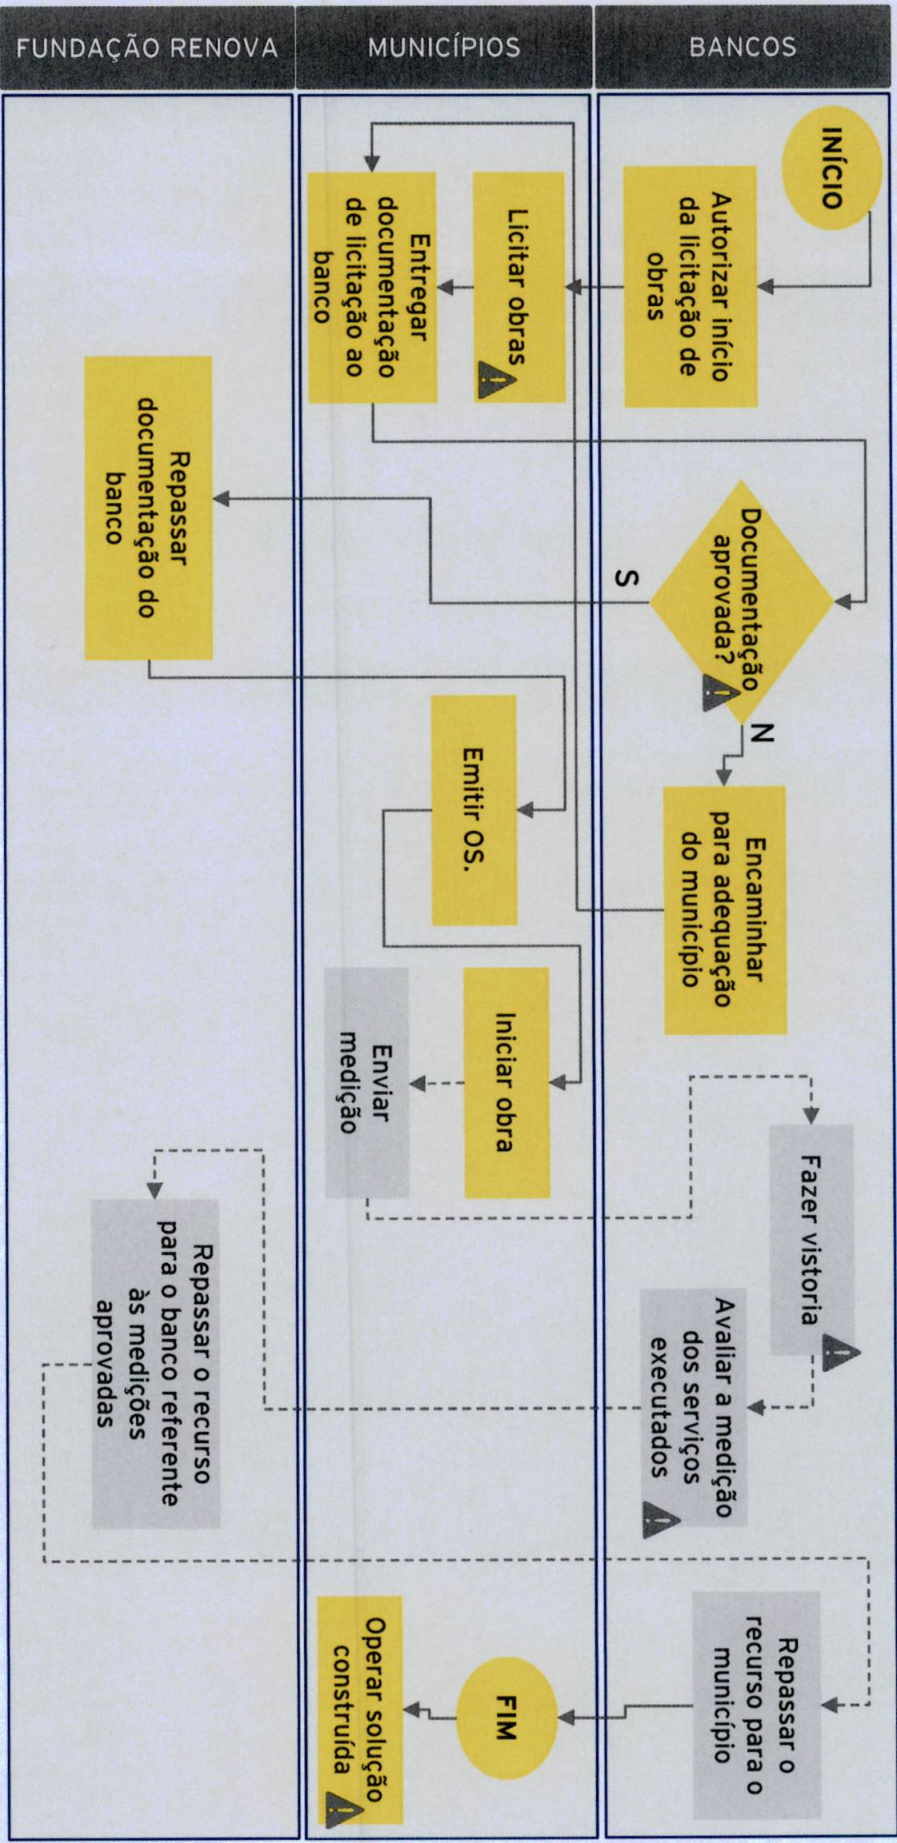 FUNDAÇÃO RENOVA
MUNICÍPIOS
BANCOS
INÍCIO
Autorizar início
da licitação de
obras
Licitar obras
Entregar
documentação
de licitação ao
banco
Documentação
aprovada?
S
N
Encaminhar
para adequação
do município
Repassar
documentação do
banco
Emitir OS.
Iniciar obra
Enviar
medição
Fazer vistoria
Avaliar a medição
dos serviços
executados
Repassar o recurso
para o banco referente
às medições
aprovadas
Repassar o
recurso para o
município
FIM
Operar solução
construída